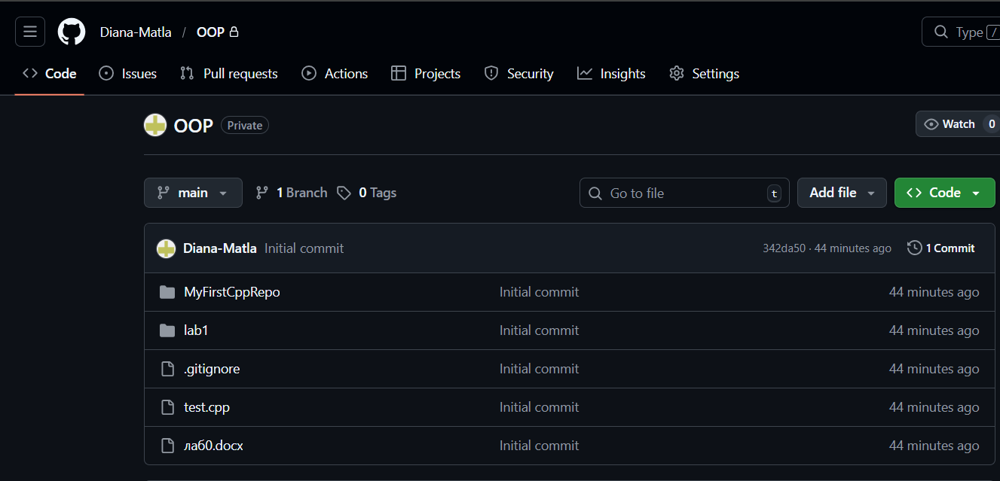 Diana-Matla / OOP
Type /
Code Issues Pull requests Actions Projects Security Insights Settings
OOP Private
Watch 0
main 1 Branch 0 Tags
Go to file t
Add file
Code
Diana-Matla Initial commit 342da50 · 44 minutes ago 1 Commit
MyFirstCppRepo Initial commit 44 minutes ago
lab1 Initial commit 44 minutes ago
.gitignore Initial commit 44 minutes ago
test.cpp Initial commit 44 minutes ago
лаб0.docx Initial commit 44 minutes ago